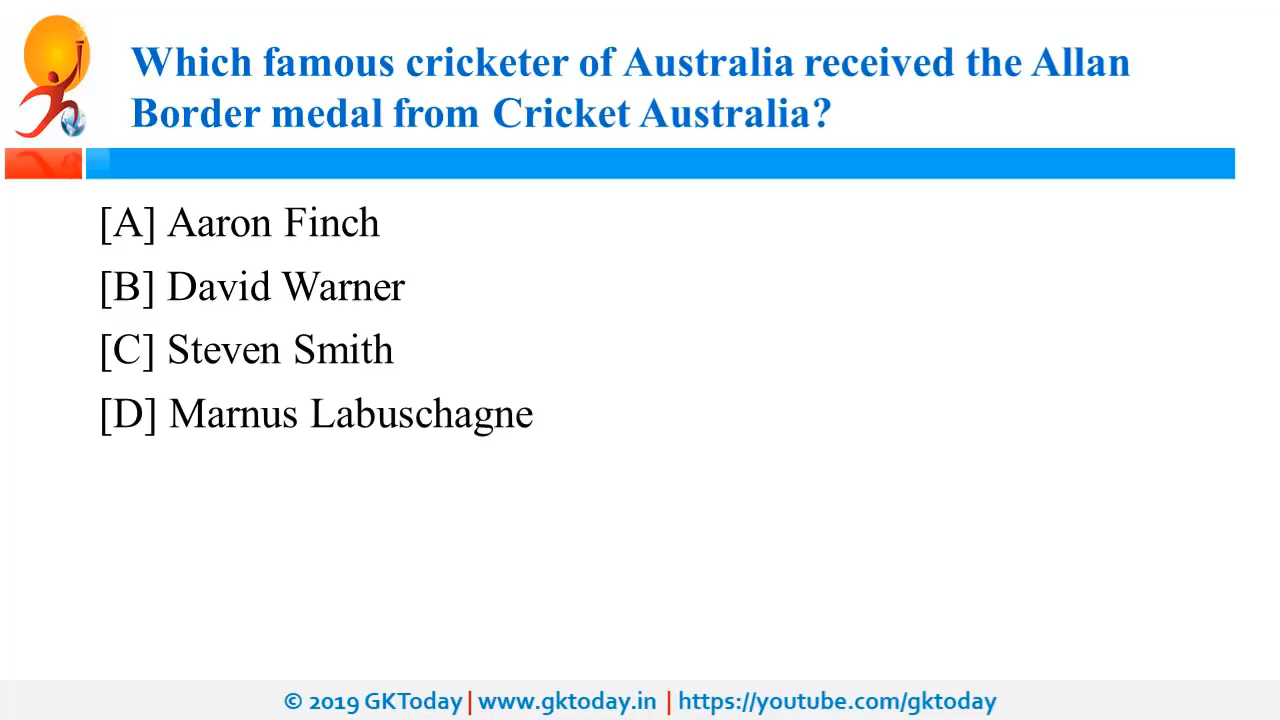 Which famous cricketer of Australia received the Allan
Border medal from Cricket Australia?
[A] Aaron Finch
[B] David Warner
[C] Steven Smith
[D] Marnus Labuschagne
© 2019 GKToday | www.gktoday.in | https://youtube.com/gktoday